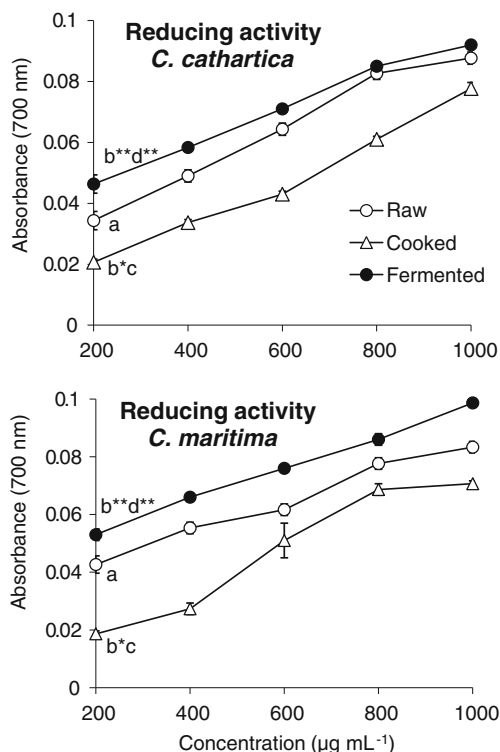 Reducing activity
C. cathartica
0.1
0.08
0.06
0.04
0.02
0
Absorbance (700 nm)
b**d**
a
b*c
Raw
Cooked
Fermented
200 400 600 800 1000
Reducing activity
C. maritima
0.1
0.08
0.06
0.04
0.02
0
Absorbance (700 nm)
b**d**
a
b*c
200 400 600 800 1000
Concentration (µg mL⁻¹)